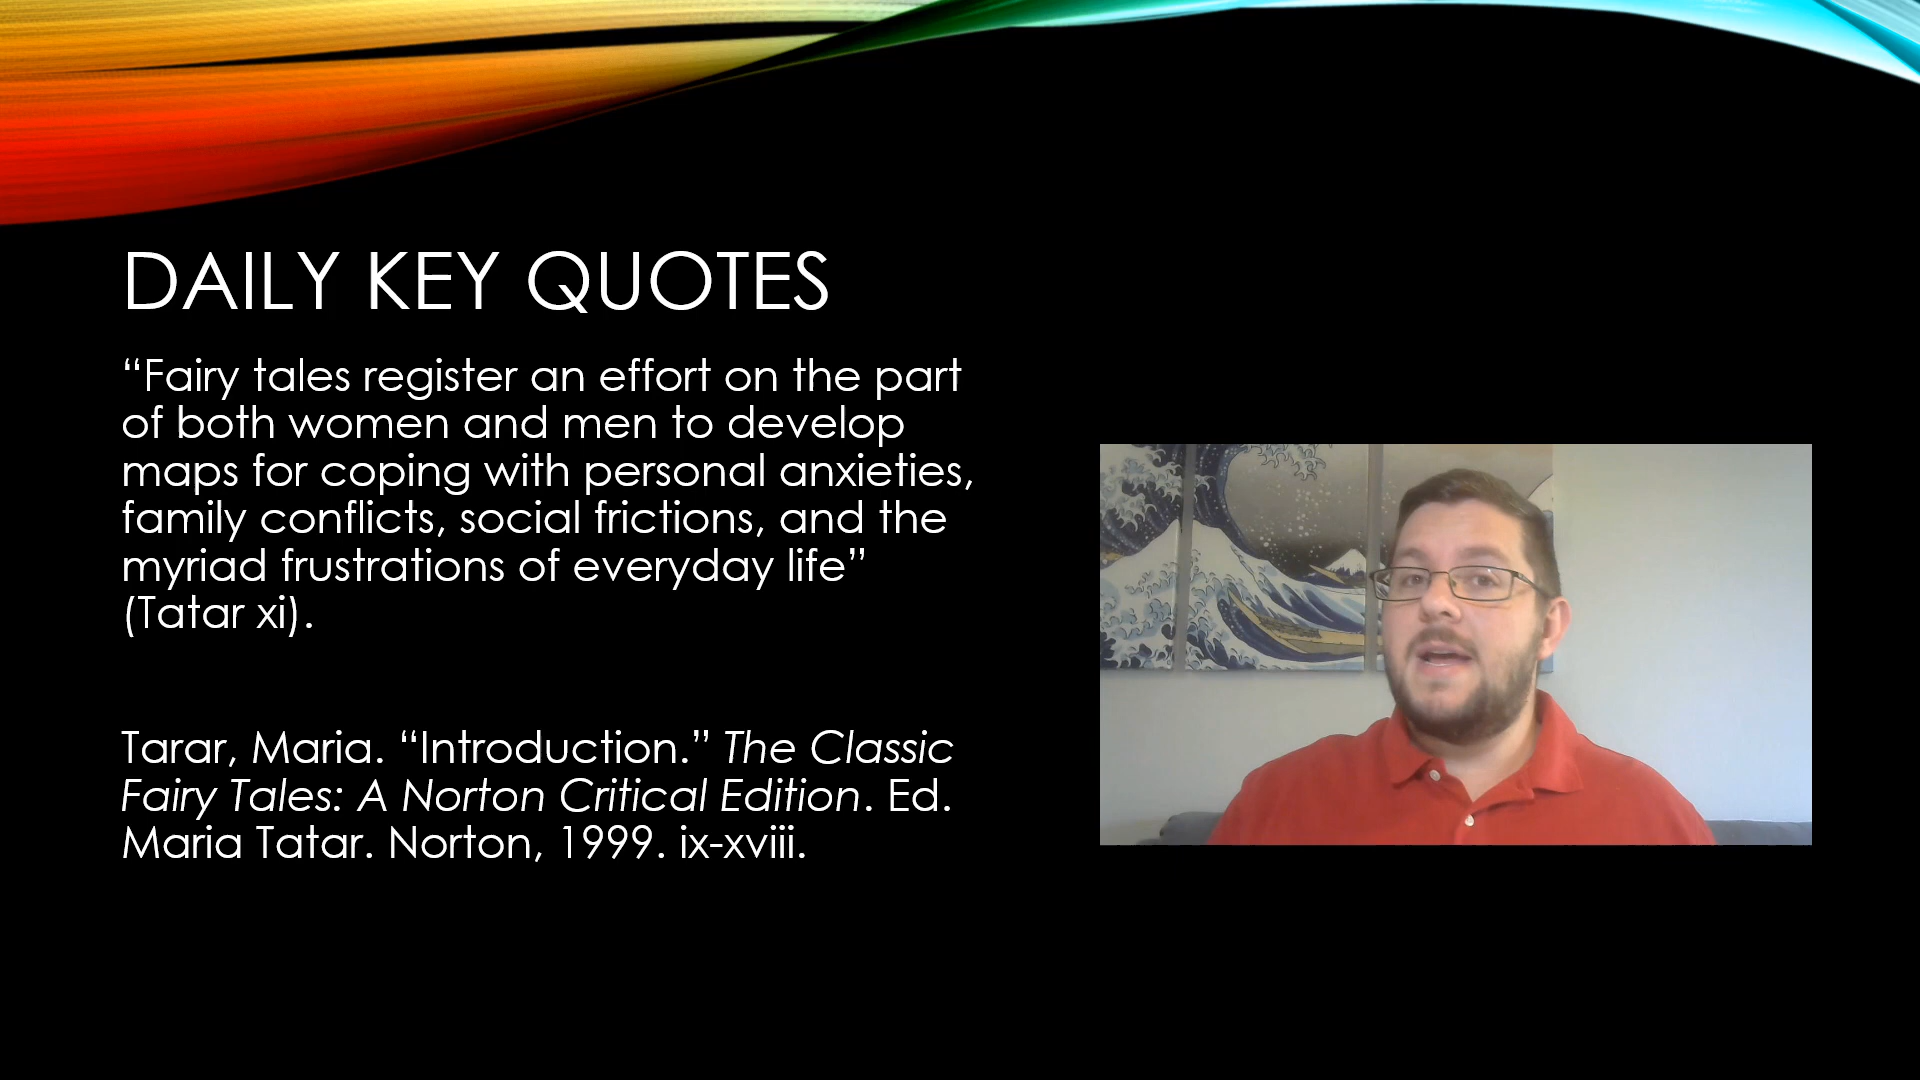 DAILY KEY QUOTES
“Fairy tales register an effort on the part
of both women and men to develop
maps for coping with personal anxieties,
family conflicts, social frictions, and the
myriad frustrations of everyday life”
(Tatar xi).
Tarar, Maria. “Introduction.” The Classic
Fairy Tales: A Norton Critical Edition. Ed.
Maria Tatar. Norton, 1999. ix-xviii.